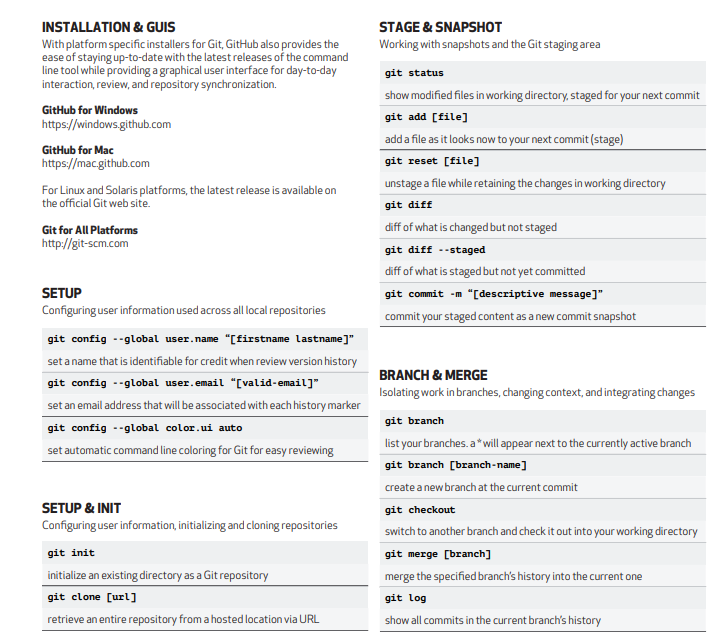 INSTALLATION & GUIS
With platform specific installers for Git, GitHub also provides the
ease of staying up-to-date with the latest releases of the command
line tool while providing a graphical user interface for day-to-day
interaction, review, and repository synchronization.
GitHub for Windows
https://windows.github.com
GitHub for Mac
https://mac.github.com
For Linux and Solaris platforms, the latest release is available on
the official Git web site.
Git for All Platforms
http://git-scm.com
SETUP
Configuring user information used across all local repositories
git config --global user.name “[firstname lastname]”
set a name that is identifiable for credit when review version history
git config --global user.email “[valid-email]”
set an email address that will be associated with each history marker
git config --global color.ui auto
set automatic command line coloring for Git for easy reviewing
SETUP & INIT
Configuring user information, initializing and cloning repositories
git init
initialize an existing directory as a Git repository
git clone [url]
retrieve an entire repository from a hosted location via URL
STAGE & SNAPSHOT
Working with snapshots and the Git staging area
git status
show modified files in working directory, staged for your next commit
git add [file]
add a file as it looks now to your next commit (stage)
git reset [file]
unstage a file while retaining the changes in working directory
git diff
diff of what is changed but not staged
git diff --staged
diff of what is staged but not yet committed
git commit -m “[descriptive message]”
commit your staged content as a new commit snapshot
BRANCH & MERGE
Isolating work in branches, changing context, and integrating changes
git branch
list your branches. a * will appear next to the currently active branch
git branch [branch-name]
create a new branch at the current commit
git checkout
switch to another branch and check it out into your working directory
git merge [branch]
merge the specified branch’s history into the current one
git log
show all commits in the current branch’s history